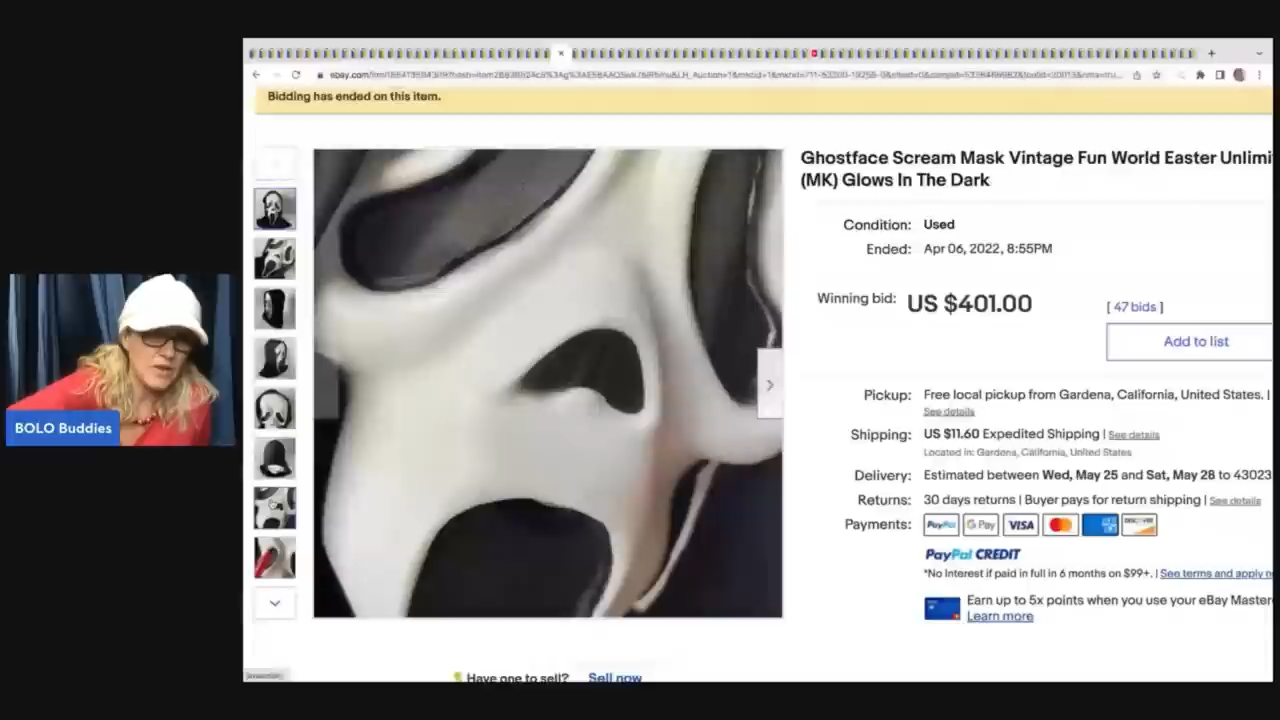 Bidding has ended on this item.
Ghostface Scream Mask Vintage Fun World Easter Unlimi
(MK) Glows In The Dark
Condition: Used
Ended: Apr 06, 2022, 8:55PM
Winning bid: US $401.00 [ 47 bids ]
Add to list
Pickup: Free local pickup from Gardena, California, United States. |
See details
Shipping: US $11.60 Expedited Shipping | See details
Located in: Gardena, California, United States
Delivery: Estimated between Wed, May 25 and Sat, May 28 to 43023
Returns: 30 days returns | Buyer pays for return shipping | See details
Payments: PayPal G Pay VISA DISCOVER
PayPal CREDIT
*No Interest if paid in full in 6 months on $99+. | See terms and apply
Earn up to 5x points when you use your eBay Master
Learn more
Have one to sell? Sell now
BOLO Buddies